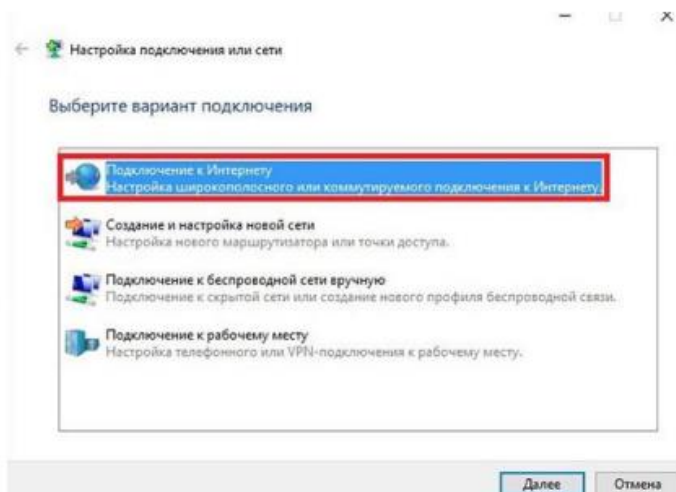 Настройка подключения или сети
Выберите вариант подключения
Подключение к Интернету
Настройка широкополосного или коммутируемого подключения к Интернету.
Создание и настройка новой сети
Настройка нового маршрутизатора или точки доступа.
Подключение к беспроводной сети вручную
Подключение к скрытой сети или создание нового профиля беспроводной связи.
Подключение к рабочему месту
Настройка телефонного или VPN-подключения к рабочему месту.
Далее
Отмена